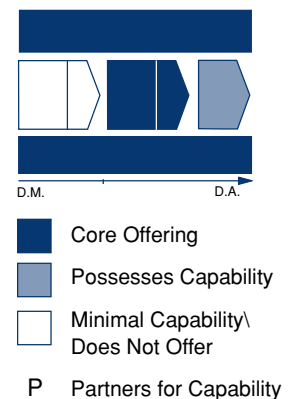 D.M. D.A.
Core Offering
Possesses Capability
Minimal Capability\
Does Not Offer
P Partners for Capability